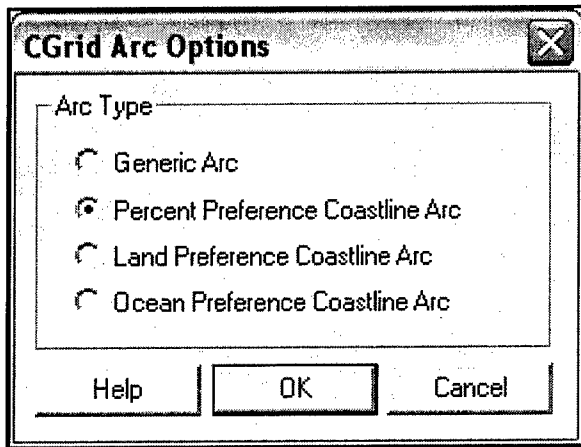 CGrid Arc Options
Arc Type
Generic Arc
Percent Preference Coastline Arc
Land Preference Coastline Arc
Ocean Preference Coastline Arc
Help OK Cancel